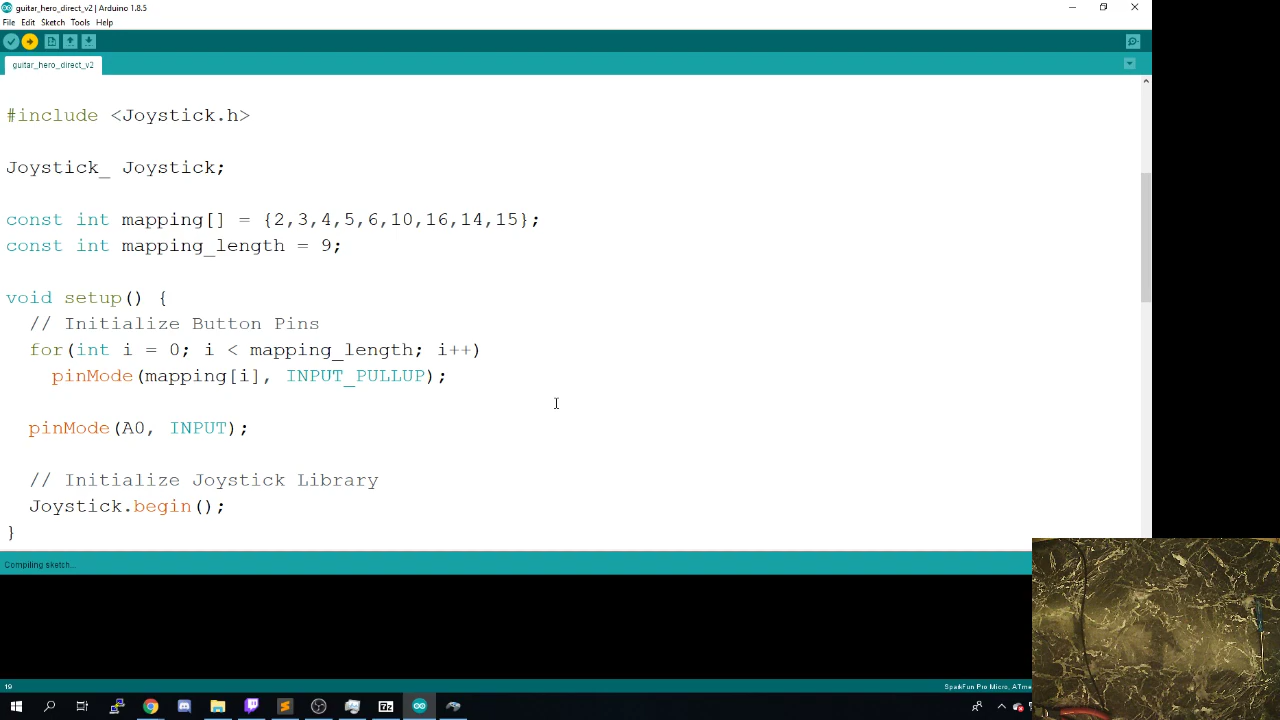 guitar_hero_direct_v2 | Arduino 1.8.5
File Edit Sketch Tools Help
guitar_hero_direct_v2
#include <Joystick.h>
Joystick_ Joystick;
const int mapping[] = {2,3,4,5,6,10,16,14,15};
const int mapping_length = 9;
void setup() {
// Initialize Button Pins
for(int i = 0; i < mapping_length; i++)
pinMode(mapping[i], INPUT_PULLUP);
pinMode(A0, INPUT);
// Initialize Joystick Library
Joystick.begin();
}
Compiling sketch...
19
SparkFun Pro Micro, ATme